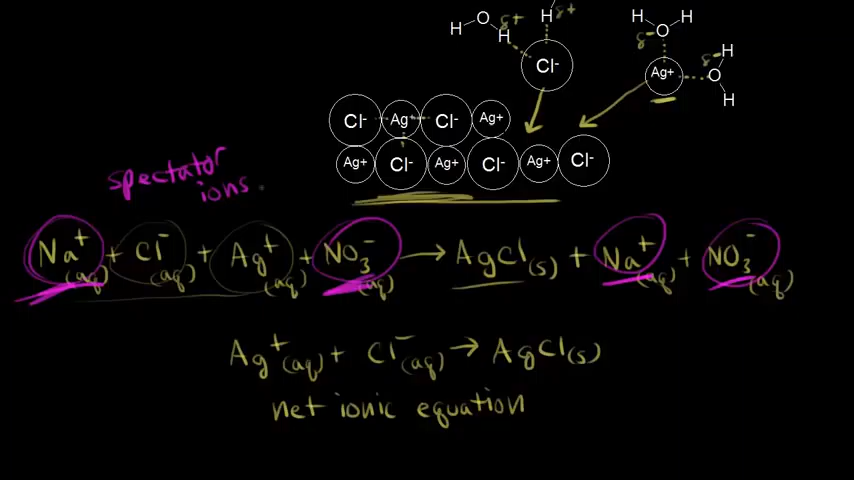 H O H δ+ H δ+ H O H
δ- Cl- Ag+ δ- O H H
Cl- Ag+ Cl- Ag+
Ag+ Cl- Ag+ Cl- Ag+ Cl-
spectator
ions
Na+(aq) + Cl-(aq) + Ag+(aq) + NO3-(aq) → AgCl(s) + Na+(aq) + NO3-(aq)
Ag+(aq) + Cl-(aq) → AgCl(s)
net ionic equation